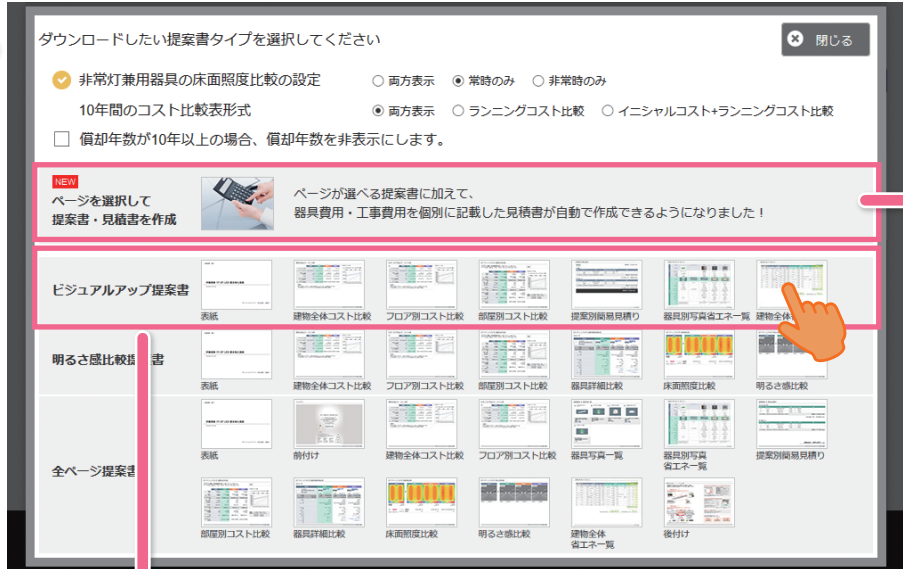 ダウンロードしたい提案書タイプを選択してください
閉じる
非常灯兼用器具の床面照度比較の設定 両方表示 常時のみ 非常時のみ
10年間のコスト比較表形式 両方表示 ランニングコスト比較 イニシャルコスト+ランニングコスト比較
償却年数が10年以上の場合、償却年数を非表示にします。
NEW
ページを選択して
提案書・見積書を作成
ページが選べる提案書に加えて、
器具費用・工事費用を個別に記載した見積書が自動で作成できるようになりました！
ビジュアルアップ提案書
表紙 建物全体コスト比較 フロア別コスト比較 部屋別コスト比較 提案別簡易見積り 器具別写真省エネ一覧 建物全体
明るさ感比較提 書
表紙 建物全体コスト比較 フロア別コスト比較 部屋別コスト比較 器具詳細比較 床面照度比較 明るさ感比較
全ページ提案書
表紙 前付け 建物全体コスト比較 フロア別コスト比較 器具写真一覧 器具別写真 提案別簡易見積り
省エネ一覧
部屋別コスト比較 器具詳細比較 床面照度比較 明るさ感比較 建物全体 後付け
省エネ一覧